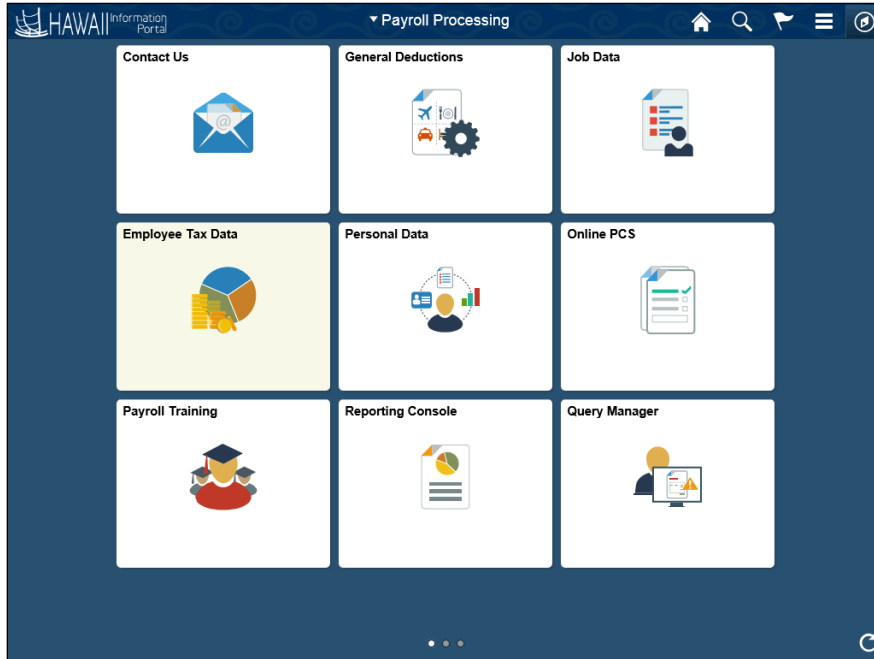 HAWAII Information
Portal
Payroll Processing
Contact Us
General Deductions
Job Data
@
Employee Tax Data
Personal Data
Online PCS
Payroll Training
Reporting Console
Query Manager